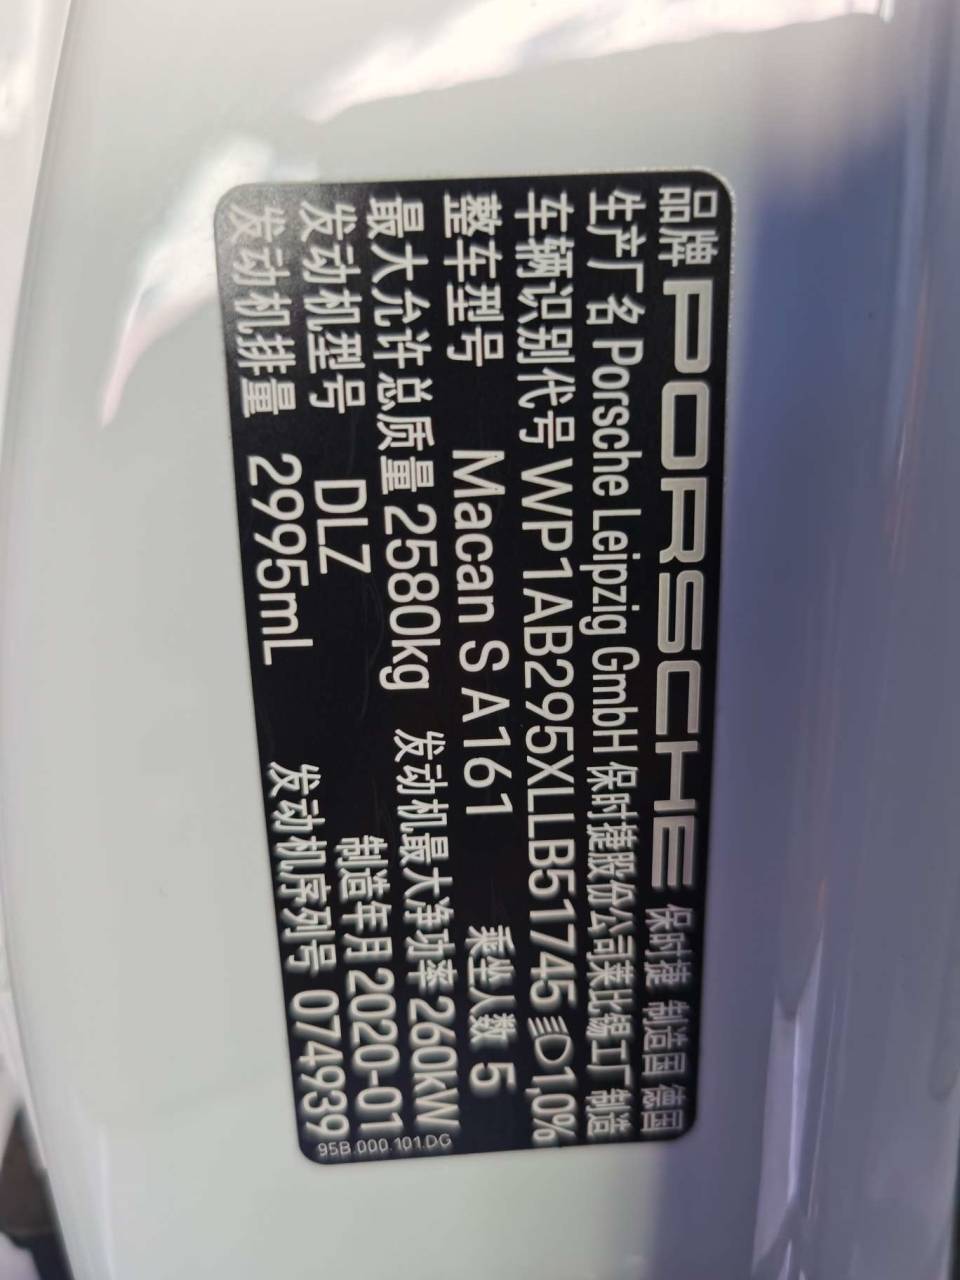 品牌 PORSCHE 保时捷 制造国 德国
生产厂名 Porsche Leipzig GmbH 保时捷股份公司莱比锡工厂 制造
车辆识别代号 WP1AB295XLLB51745 1,0%
整车型号 Macan S A161 乘坐人数 5
最大允许总质量 2580kg 发动机最大净功率 260kW
发动机型号 DLZ 制造年月 2020-01
发动机排量 2995mL 发动机序列号 074939
95B.000.101.DG